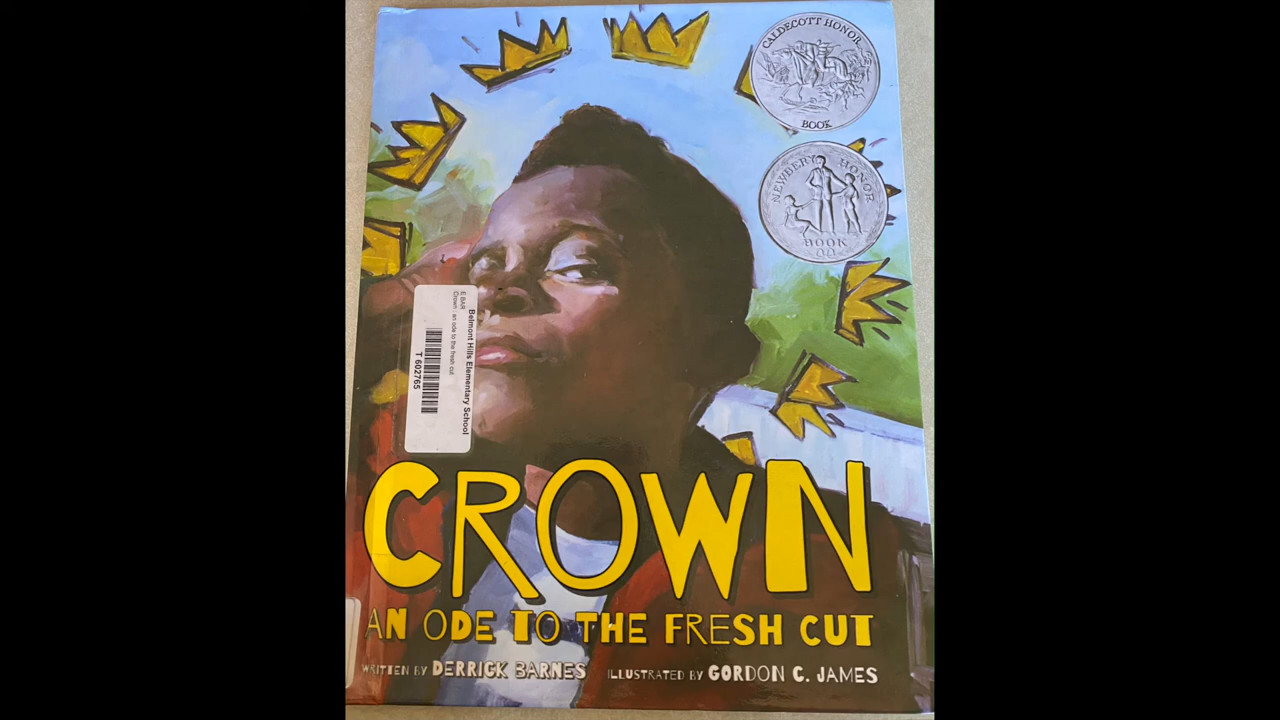 CALDECOTT HONOR
BOOK
NEWBERY HONOR
BOOK
Belmont Hills Elementary School
E BAR
Crown : an ode to the fresh cut
T 602765
CROWN
AN ODE TO THE FRESH CUT
WRITTEN BY DERRICK BARNES ILLUSTRATED BY GORDON C. JAMES